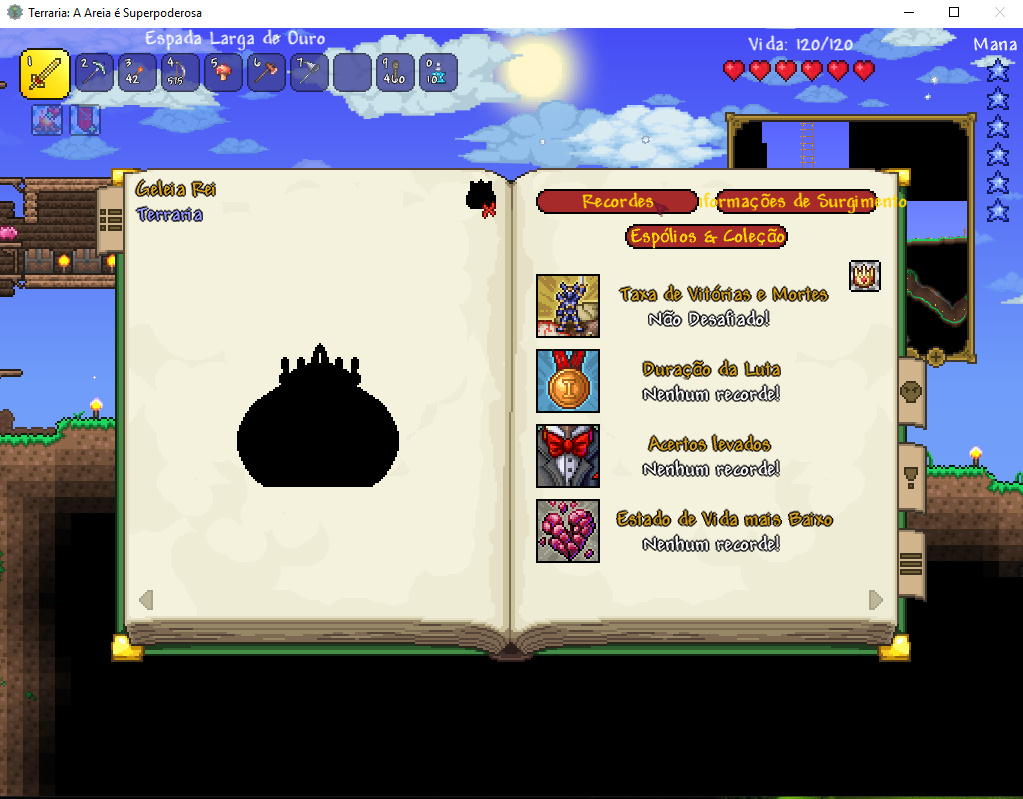 Terraria: A Areia é Superpoderosa
Espada Larga de Ouro
Vida: 120/120
Mana
1
2
3
42
4
515
5
6
7
9
460
0
10
Geleia Rei
Terraria
Recordes
nformações de Surgimento
Espólios & Coleção
Taxa de Vitórias e Mortes
Não Desafiado!
Duração da Luta
Nenhum recorde!
Acertos levados
Nenhum recorde!
Estado de Vida mais Baixo
Nenhum recorde!